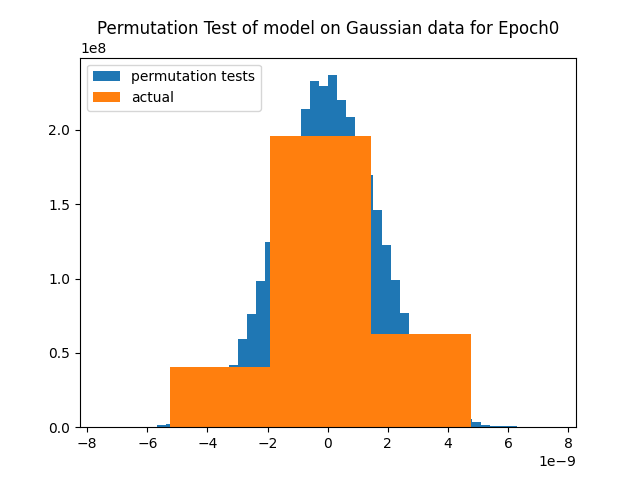 Permutation Test of model on Gaussian data for Epoch0
1e8
permutation tests
actual
2.0
1.5
1.0
0.5
0.0
−8 −6 −4 −2 0 2 4 6 8
1e−9